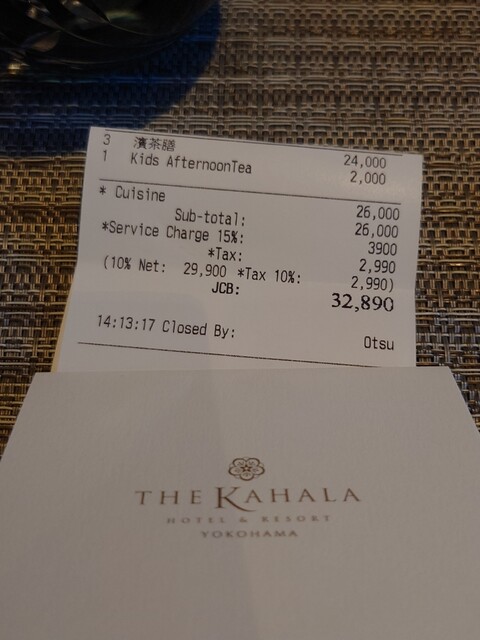 3 濱茶膳 24,000
1 Kids AfternoonTea 2,000
* Cuisine 26,000
Sub-total: 26,000
*Service Charge 15%: 3900
*Tax: 2,990
(10% Net: 29,900 *Tax 10%: 2,990)
JCB: 32,890
14:13:17 Closed By: Otsu
THE KAHALA
HOTEL & RESORT
YOKOHAMA